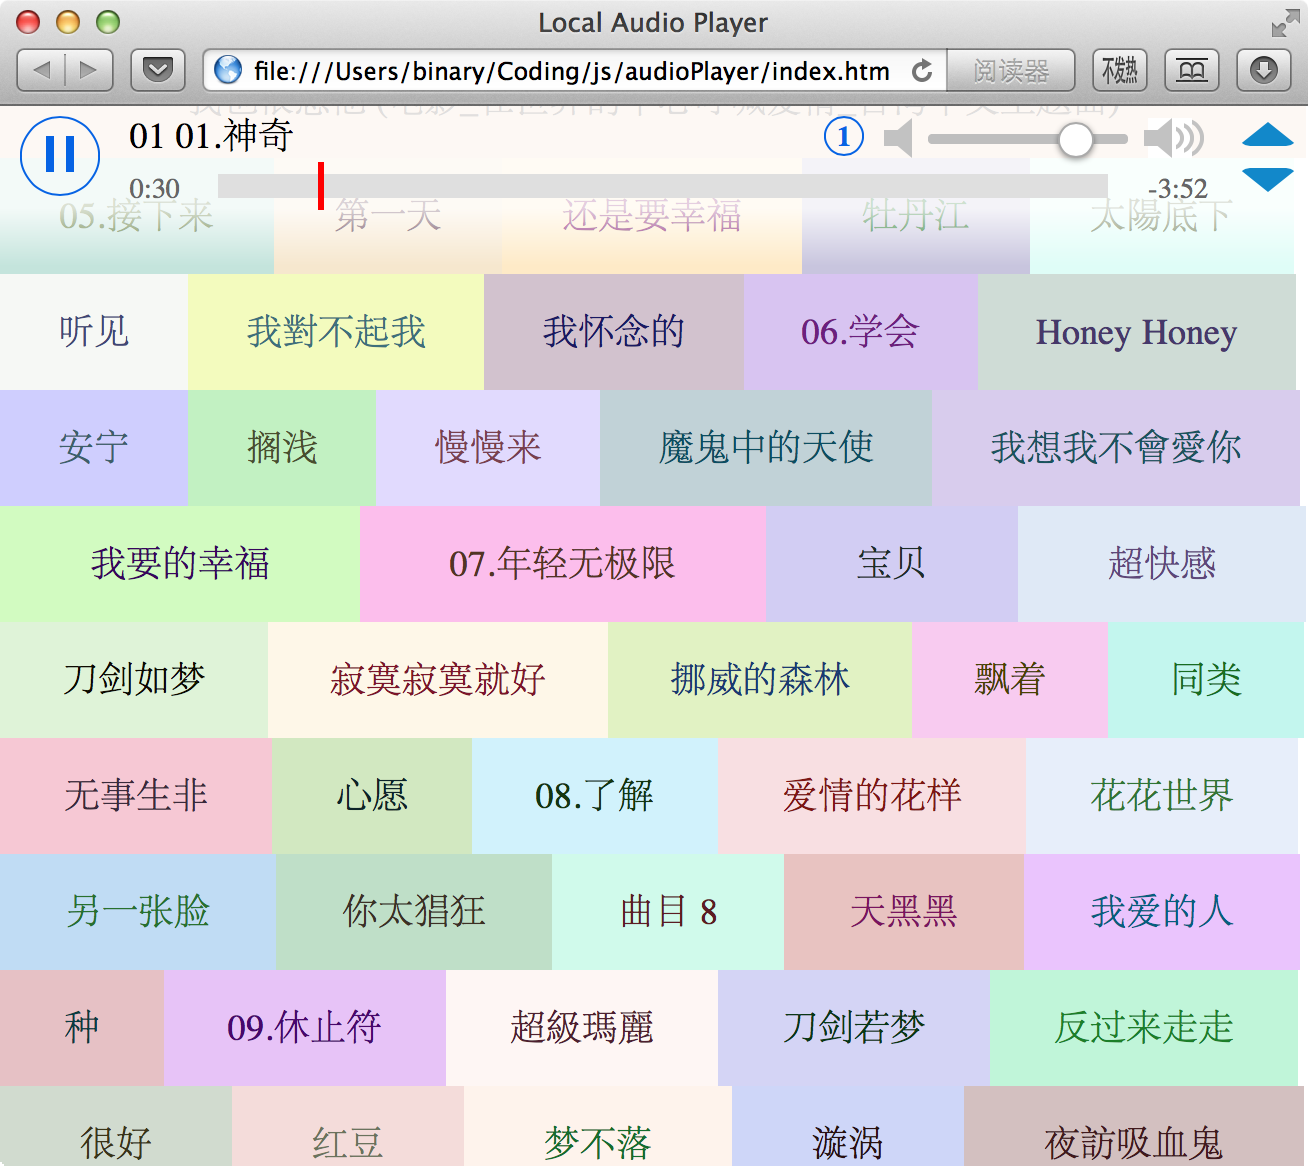 Local Audio Player
file:///Users/binary/Coding/js/audioPlayer/index.htm 阅读器 不发热
01 01.神奇 1
0:30 -3:52
05.接下来 第一天 还是要幸福 牡丹江 太陽底下
听见 我對不起我 我怀念的 06.学会 Honey Honey
安宁 搁浅 慢慢来 魔鬼中的天使 我想我不會愛你
我要的幸福 07.年轻无极限 宝贝 超快感
刀剑如梦 寂寞寂寞就好 挪威的森林 飘着 同类
无事生非 心愿 08.了解 爱情的花样 花花世界
另一张脸 你太猖狂 曲目 8 天黑黑 我爱的人
种 09.休止符 超級瑪麗 刀剑若梦 反过来走走
很好 红豆 梦不落 漩涡 夜訪吸血鬼